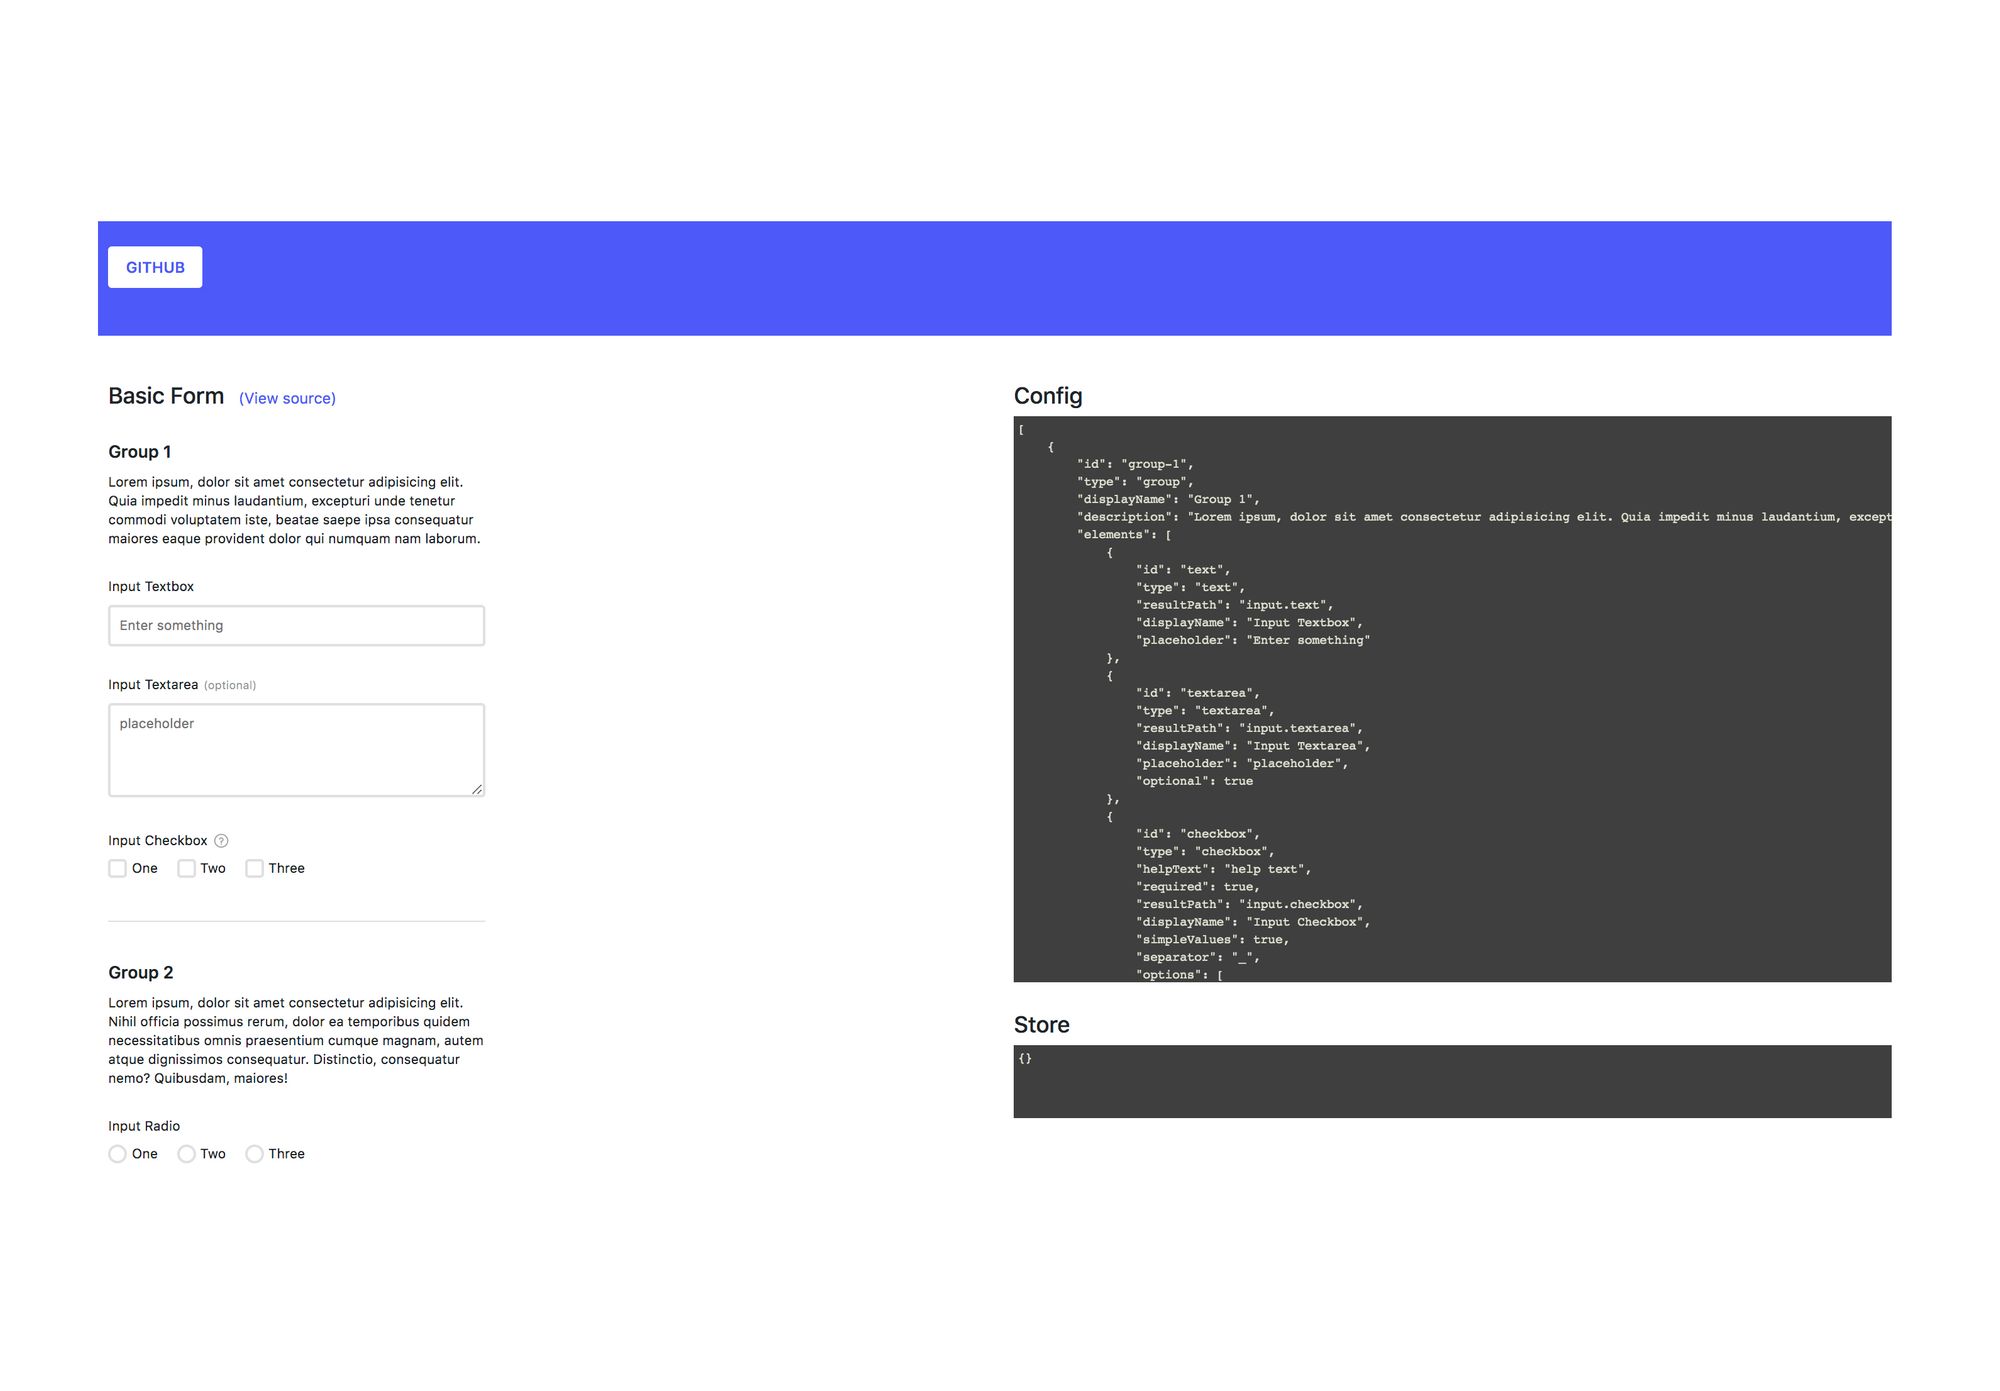 GITHUB
Basic Form (View source)
Group 1
Lorem ipsum, dolor sit amet consectetur adipisicing elit.
Quia impedit minus laudantium, excepturi unde tenetur
commodi voluptatem iste, beatae saepe ipsa consequatur
maiores eaque provident dolor qui numquam nam laborum.
Input Textbox
Enter something
Input Textarea (optional)
placeholder
Input Checkbox ?
One Two Three
Group 2
Lorem ipsum, dolor sit amet consectetur adipisicing elit.
Nihil officia possimus rerum, dolor ea temporibus quidem
necessitatibus omnis praesentium cumque magnam, autem
atque dignissimos consequatur. Distinctio, consequatur
nemo? Quibusdam, maiores!
Input Radio
One Two Three
Config
[
    {
        "id": "group-1",
        "type": "group",
        "displayName": "Group 1",
        "description": "Lorem ipsum, dolor sit amet consectetur adipisicing elit. Quia impedit minus laudantium, except
        "elements": [
            {
                "id": "text",
                "type": "text",
                "resultPath": "input.text",
                "displayName": "Input Textbox",
                "placeholder": "Enter something"
            },
            {
                "id": "textarea",
                "type": "textarea",
                "resultPath": "input.textarea",
                "displayName": "Input Textarea",
                "placeholder": "placeholder",
                "optional": true
            },
            {
                "id": "checkbox",
                "type": "checkbox",
                "helpText": "help text",
                "required": true,
                "resultPath": "input.checkbox",
                "displayName": "Input Checkbox",
                "simpleValues": true,
                "separator": "_",
                "options": [
Store
{}